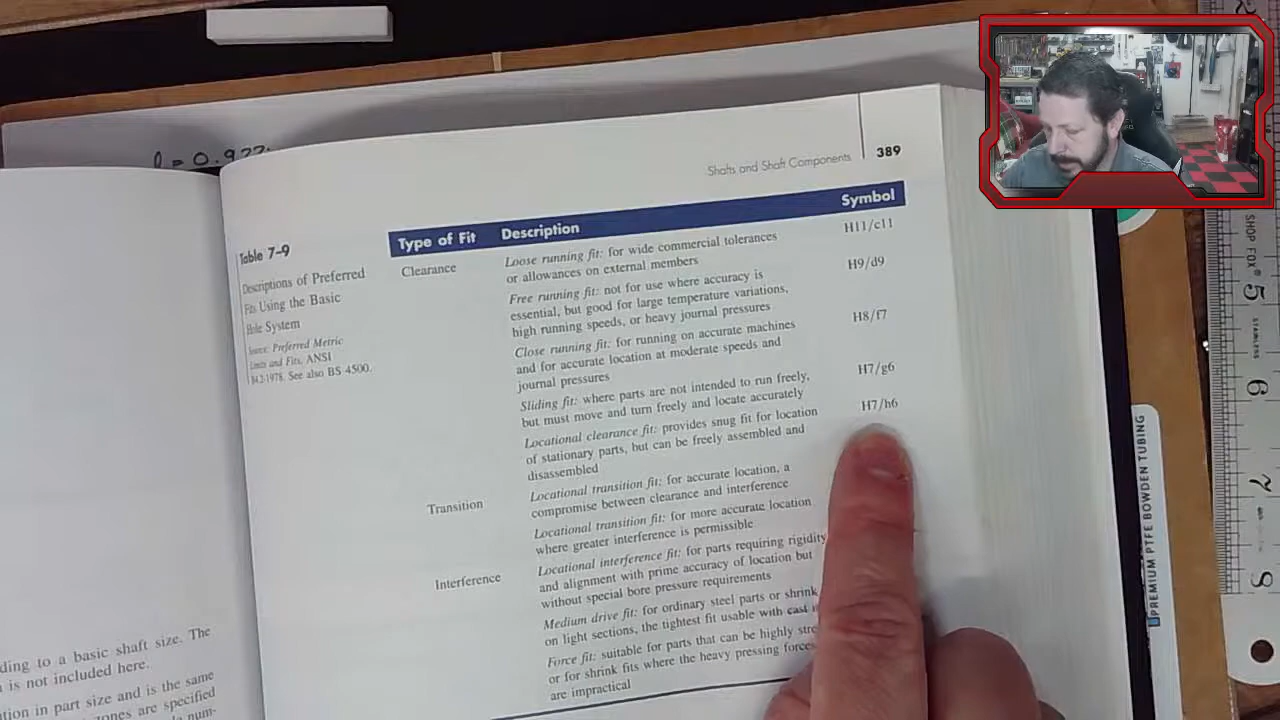 l = 0.977
Shafts and Shaft Components 389
Table 7–9
Descriptions of Preferred
Fits Using the Basic
Hole System
Source: Preferred Metric
Limits and Fits, ANSI
B4.2-1978. See also BS 4500.
Type of Fit Description Symbol
Clearance Loose running fit: for wide commercial tolerances H11/c11
or allowances on external members
Free running fit: not for use where accuracy is H9/d9
essential, but good for large temperature variations,
high running speeds, or heavy journal pressures
Close running fit: for running on accurate machines H8/f7
and for accurate location at moderate speeds and
journal pressures
Sliding fit: where parts are not intended to run freely, H7/g6
but must move and turn freely and locate accurately
Locational clearance fit: provides snug fit for location H7/h6
of stationary parts, but can be freely assembled and
disassembled
Transition Locational transition fit: for accurate location, a
compromise between clearance and interference
Locational transition fit: for more accurate location
where greater interference is permissible
Interference Locational interference fit: for parts requiring rigidity
and alignment with prime accuracy of location but
without special bore pressure requirements
Medium drive fit: for ordinary steel parts or shrink
on light sections, the tightest fit usable with cast
Force fit: suitable for parts that can be highly
or for shrink fits where the heavy pressing forces
are impractical
ding to a basic shaft size. The
is not included here.
tion in part size and is the same
zones are specified
num-
SHOP FOX
STAINLESS
5
6
7
8
PREMIUM PTFE BOWDEN TUBING